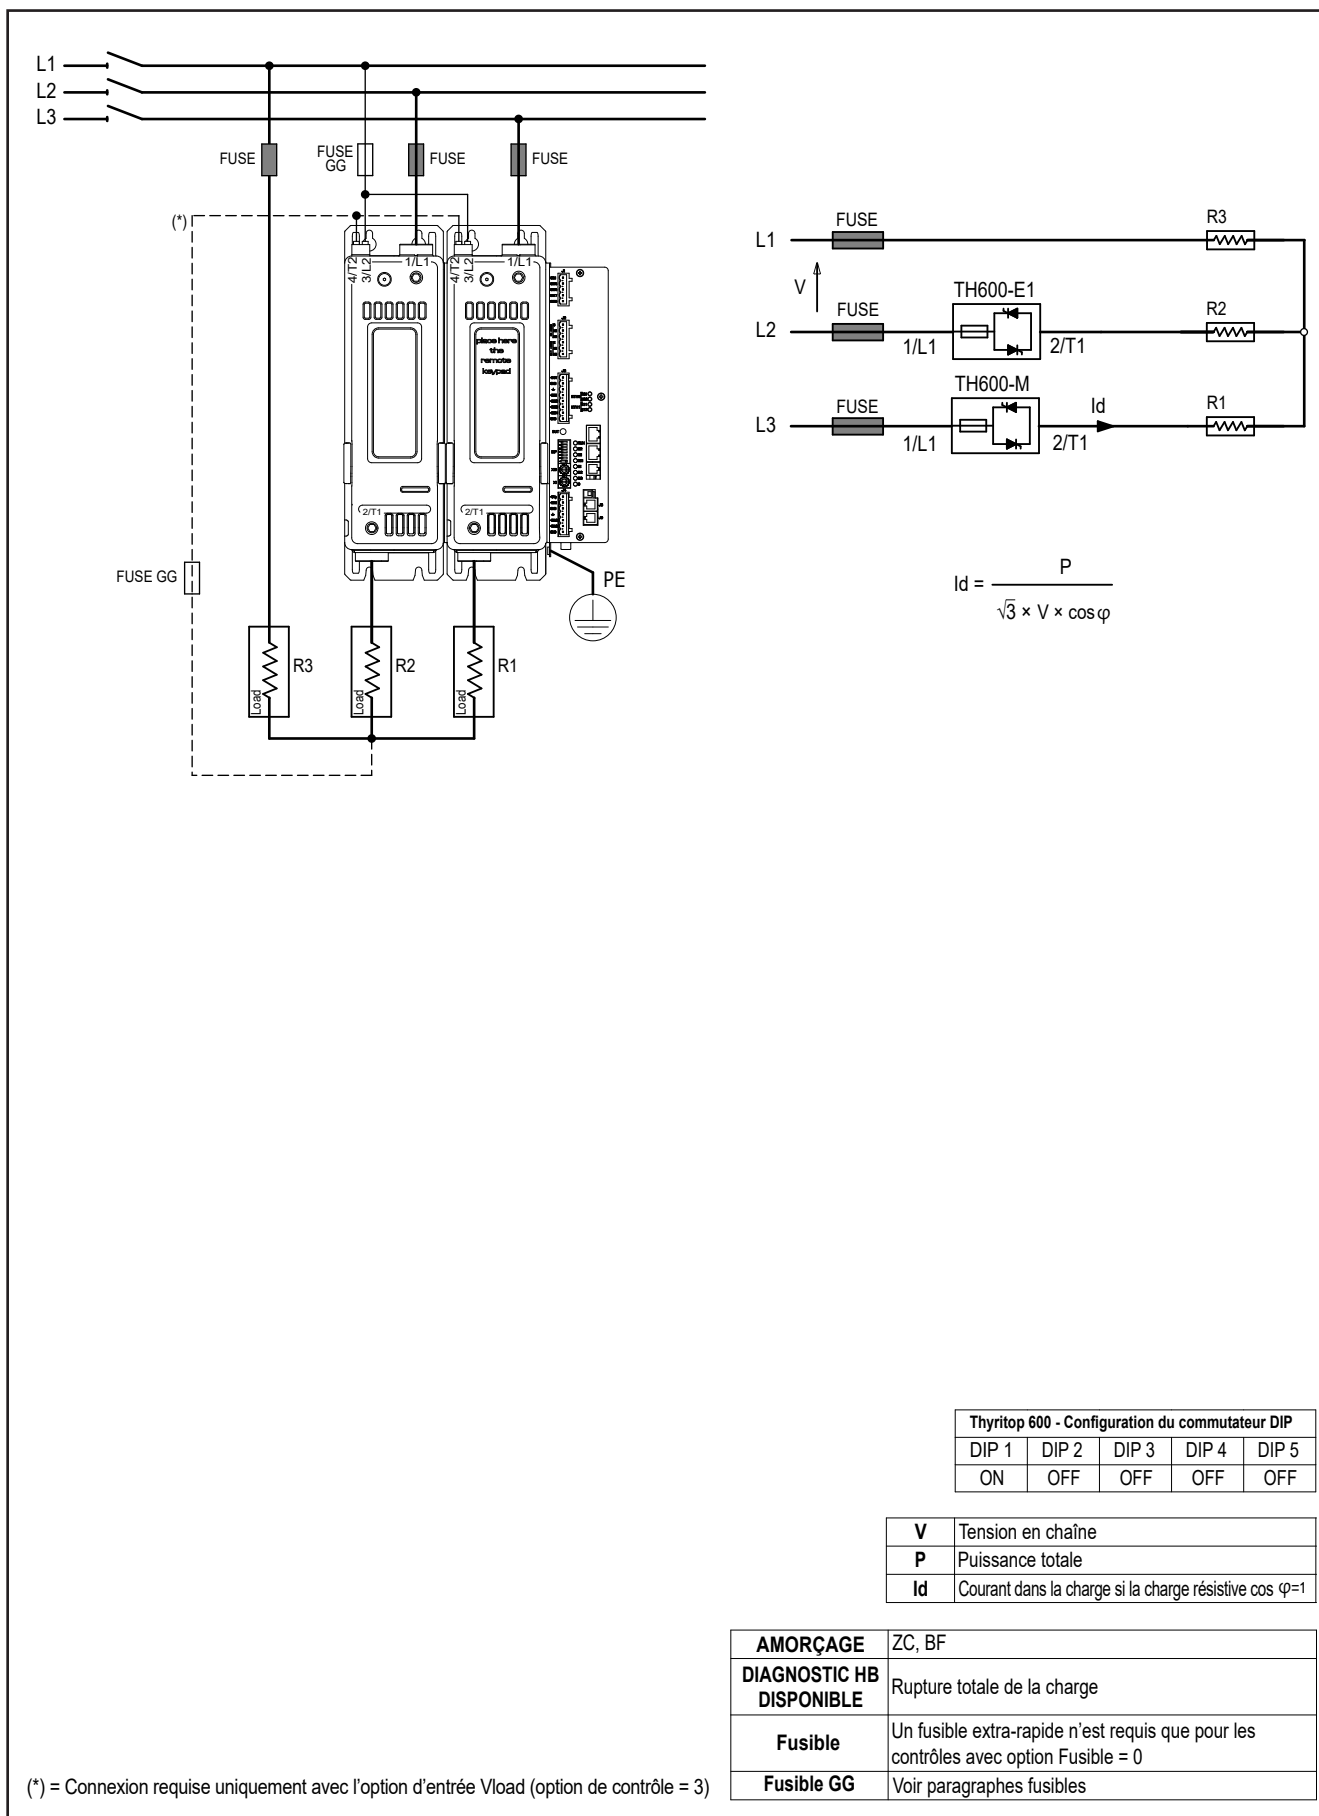 L1
L2
L3
FUSE
FUSE
GG
FUSE
FUSE
(*)
4/T2
3/L2
1/L1
4/T2
3/L2
1/L1
place here
the
remote
keypad
2/T1
2/T1
PE
FUSE GG
R3
R2
R1
Load
Load
Load
L1
FUSE
R3
V
L2
FUSE
1/L1
TH600-E1
2/T1
R2
L3
FUSE
1/L1
TH600-M
2/T1
Id
R1
Id = P
√3 × V × cosφ
Thyritop 600 - Configuration du commutateur DIP
DIP 1 DIP 2 DIP 3 DIP 4 DIP 5
ON OFF OFF OFF OFF
V Tension en chaîne
P Puissance totale
Id Courant dans la charge si la charge résistive cos φ=1
AMORÇAGE ZC, BF
DIAGNOSTIC HB
DISPONIBLE
Rupture totale de la charge
Fusible
Un fusible extra-rapide n’est requis que pour les
contrôles avec option Fusible = 0
Fusible GG Voir paragraphes fusibles
(*) = Connexion requise uniquement avec l’option d’entrée Vload (option de contrôle = 3)